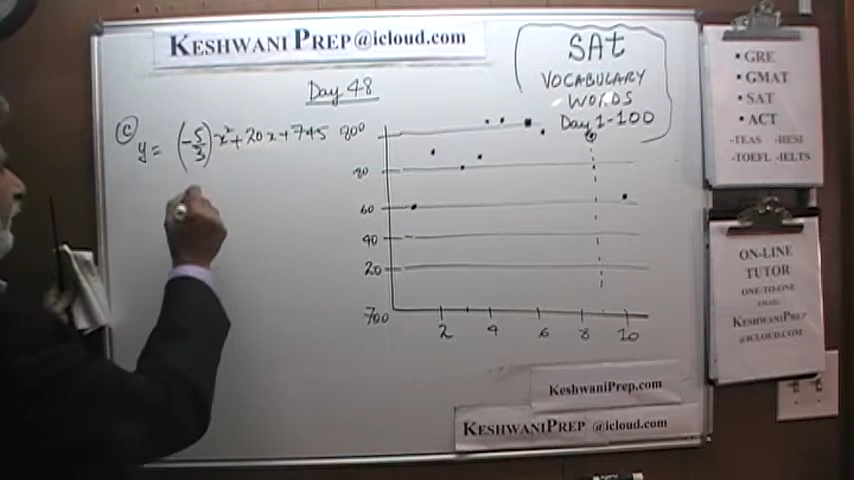 KESHWANI PREP@icloud.com
Day 48
(C) y = (-5/3) x² + 20x + 745
SAt
VOCABULARY
WORDS
Day 1-100
800
80
60
40
20
700
2 4 6 8 10
KeshwaniPrep.com
KESHWANIPREP @icloud.com
• GRE
• GMAT
• SAT
• ACT
-TEAS -HESI
-TOEFL -IELTS
ON-LINE
TUTOR
ONE-TO-ONE
KESHWANIPREP
@ICLOUD.COM